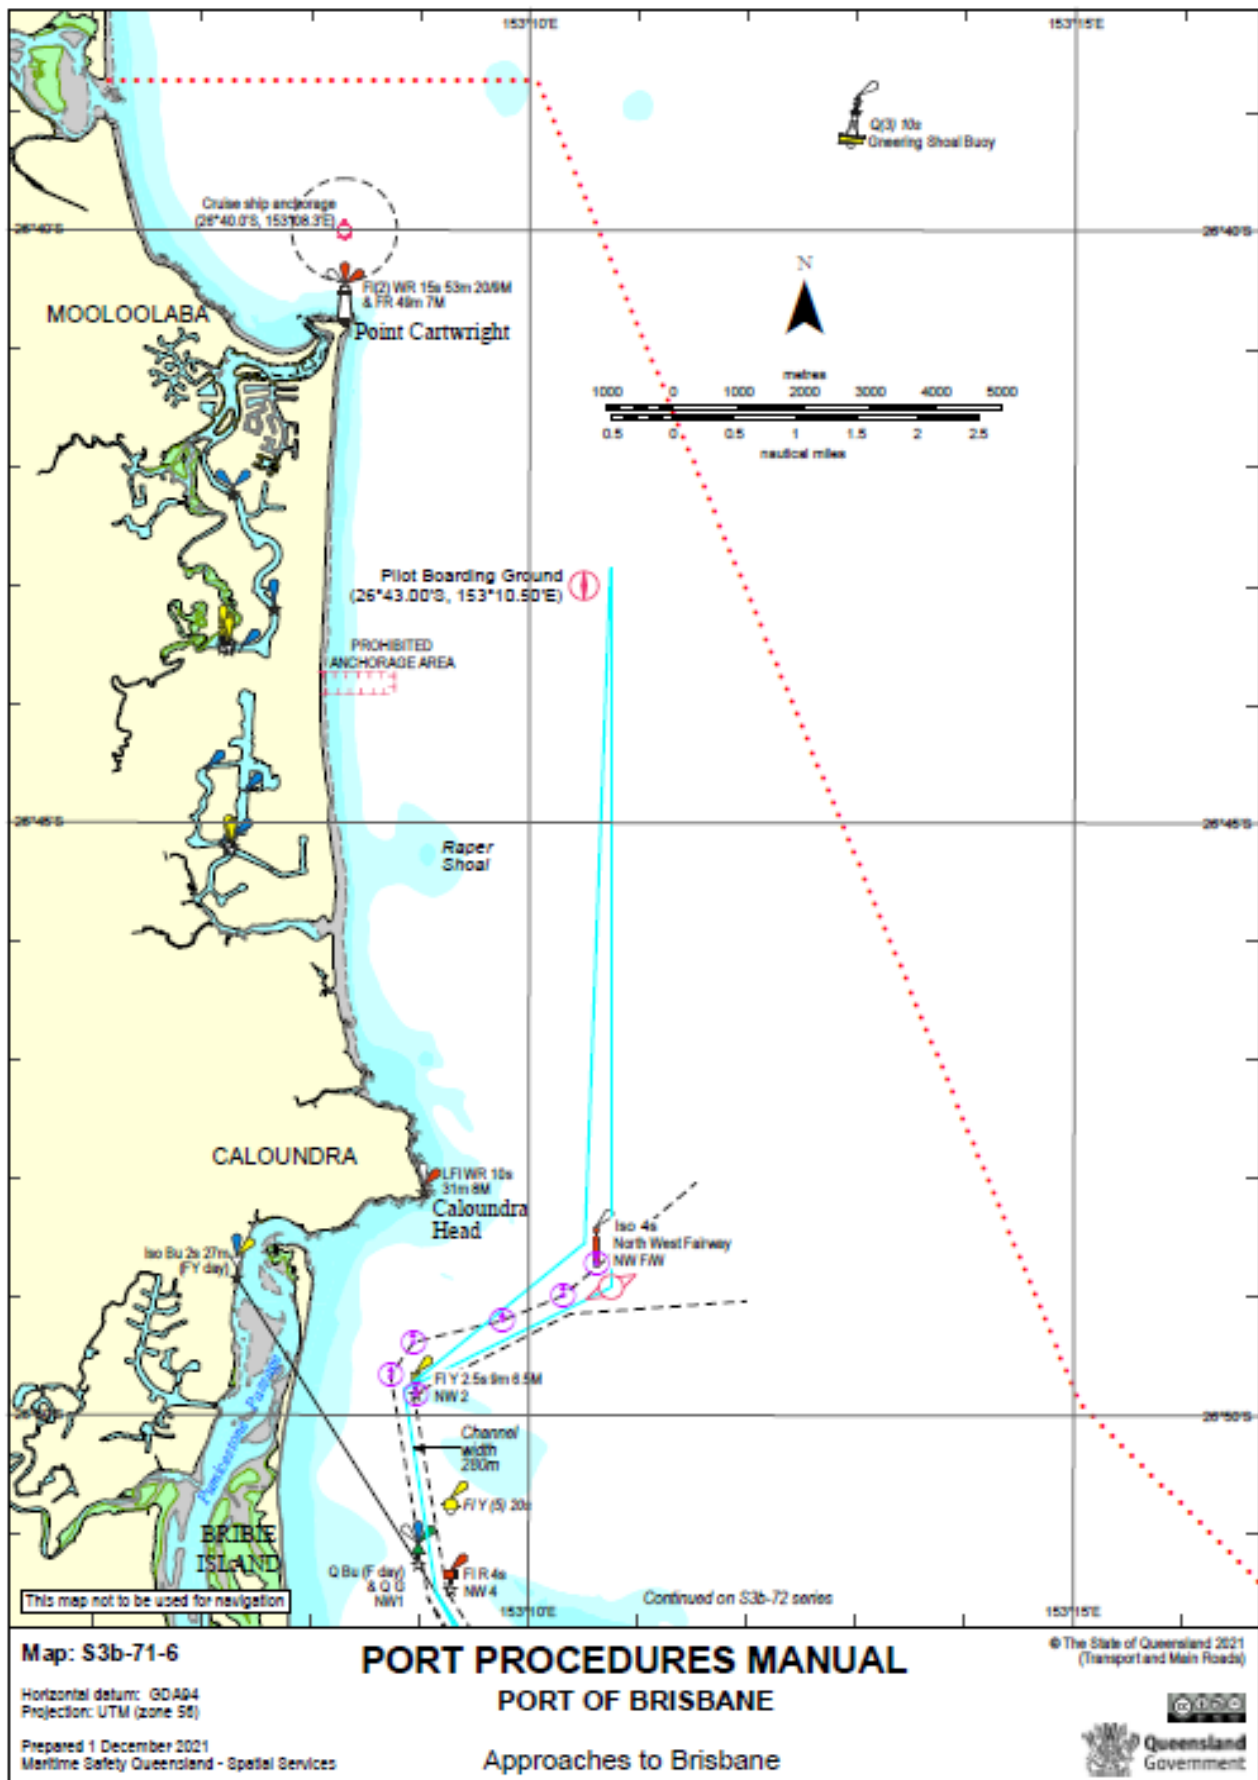 153°10'E
153°15'E
Q(3) 10s
Gneering Shoal Buoy
Cruise ship anchorage
(26°40.0'S, 153°08.3'E)
26°40'S
26°40'S
Fl(2) WR 15s 53m 20/9M
& FR 49m 7M
MOOLOOLABA
Point Cartwright
N
metres
1000 0 1000 2000 3000 4000 5000
0.5 0 0.5 1 1.5 2 2.5
nautical miles
Pilot Boarding Ground
(26°43.00'S, 153°10.50'E)
PROHIBITED
ANCHORAGE AREA
26°45'S
26°45'S
Raper
Shoal
CALOUNDRA
LFl WR 10s
31m 8M
Caloundra
Head
Iso 4s
North West Fairway
NW F/W
Iso Bu 2s 27m
(FY day)
Fl Y 2.5s 9m 6.5M
NW 2
26°50'S
Channel
width
280m
Pumicestone Passage
Fl Y (5) 20s
BRIBIE
ISLAND
Q Bu (F day)
& Q G
NW1
Fl R 4s
NW 4
This map not to be used for navigation
Continued on S3b-72 series
153°10'E
153°15'E
Map: S3b-71-6
PORT PROCEDURES MANUAL
© The State of Queensland 2021
(Transport and Main Roads)
Horizontal datum: GDA94
Projection: UTM (zone 56)
PORT OF BRISBANE
Prepared 1 December 2021
Maritime Safety Queensland - Spatial Services
Approaches to Brisbane
Queensland
Government